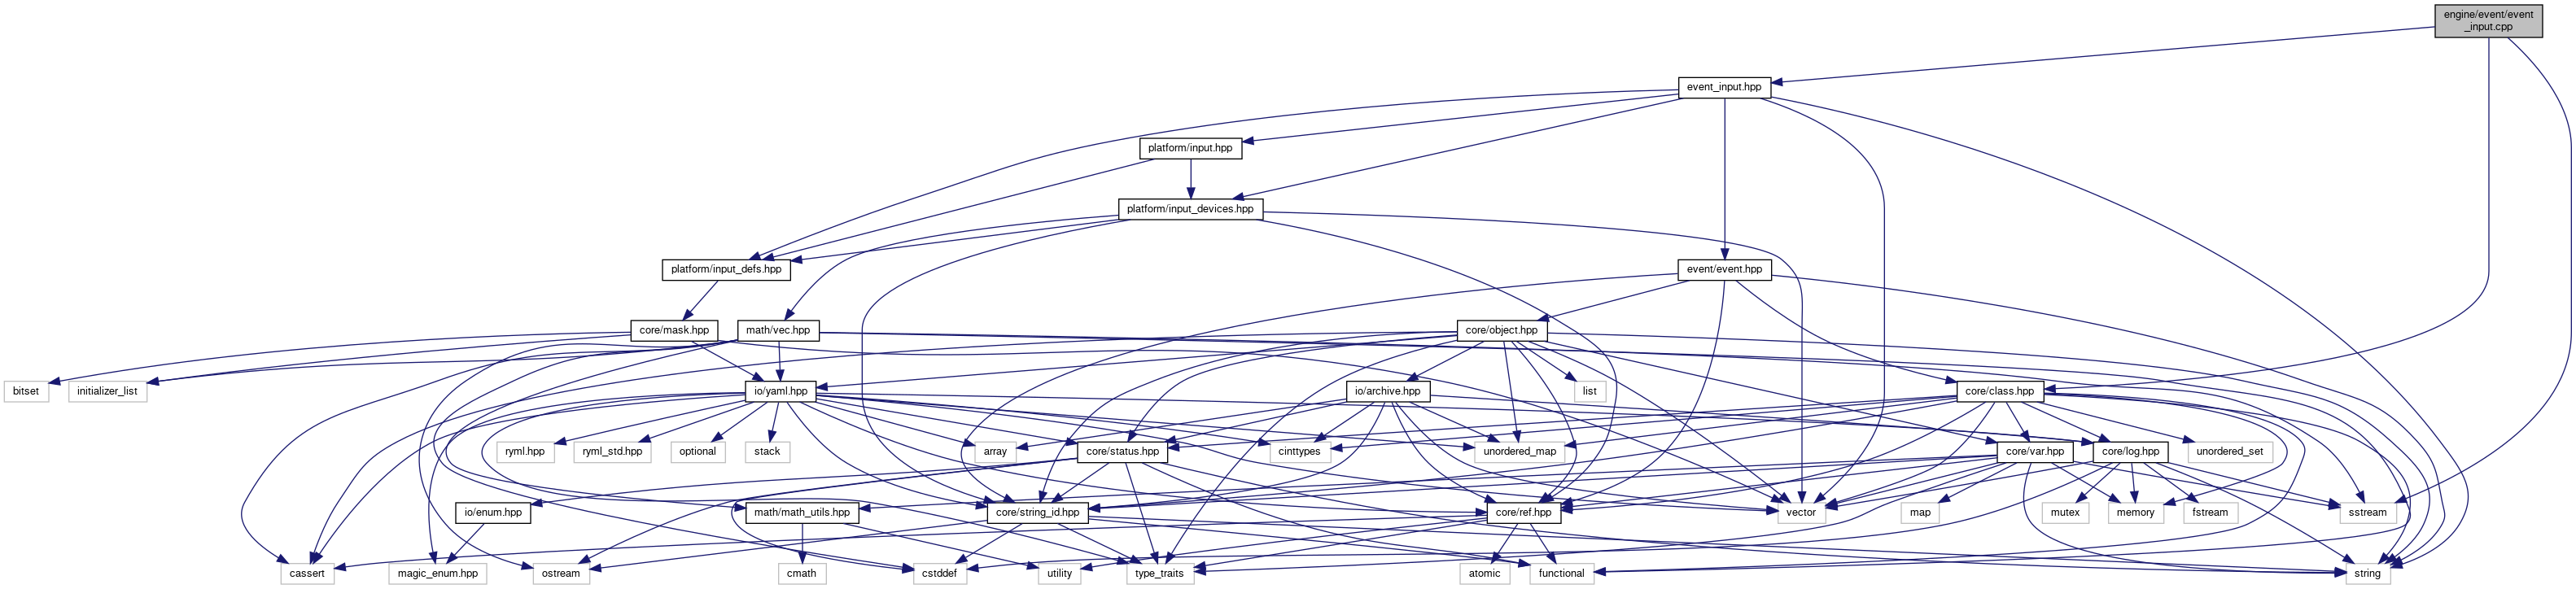 engine/event/event
_input.cpp
event_input.hpp
platform/input.hpp
platform/input_devices.hpp
platform/input_defs.hpp
event/event.hpp
core/mask.hpp
math/vec.hpp
core/object.hpp
bitset
initializer_list
io/yaml.hpp
io/archive.hpp
list
core/class.hpp
ryml.hpp
ryml_std.hpp
optional
stack
array
core/status.hpp
cinttypes
unordered_map
core/var.hpp
core/log.hpp
unordered_set
io/enum.hpp
math/math_utils.hpp
core/string_id.hpp
core/ref.hpp
vector
map
mutex
memory
fstream
sstream
cassert
magic_enum.hpp
ostream
cmath
cstddef
utility
type_traits
atomic
functional
string